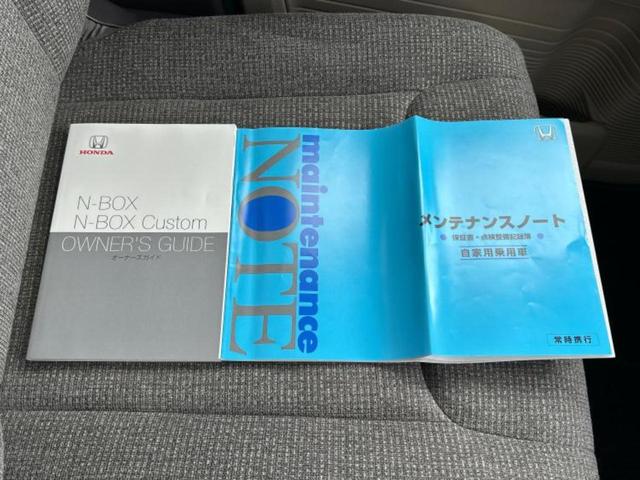 HONDA
N-BOX
N-BOX Custom
OWNER'S GUIDE
オーナーズガイド
maintenance
NOTE
メンテナンスノート
保証書・点検整備記録簿
自家用乗用車
常時携行